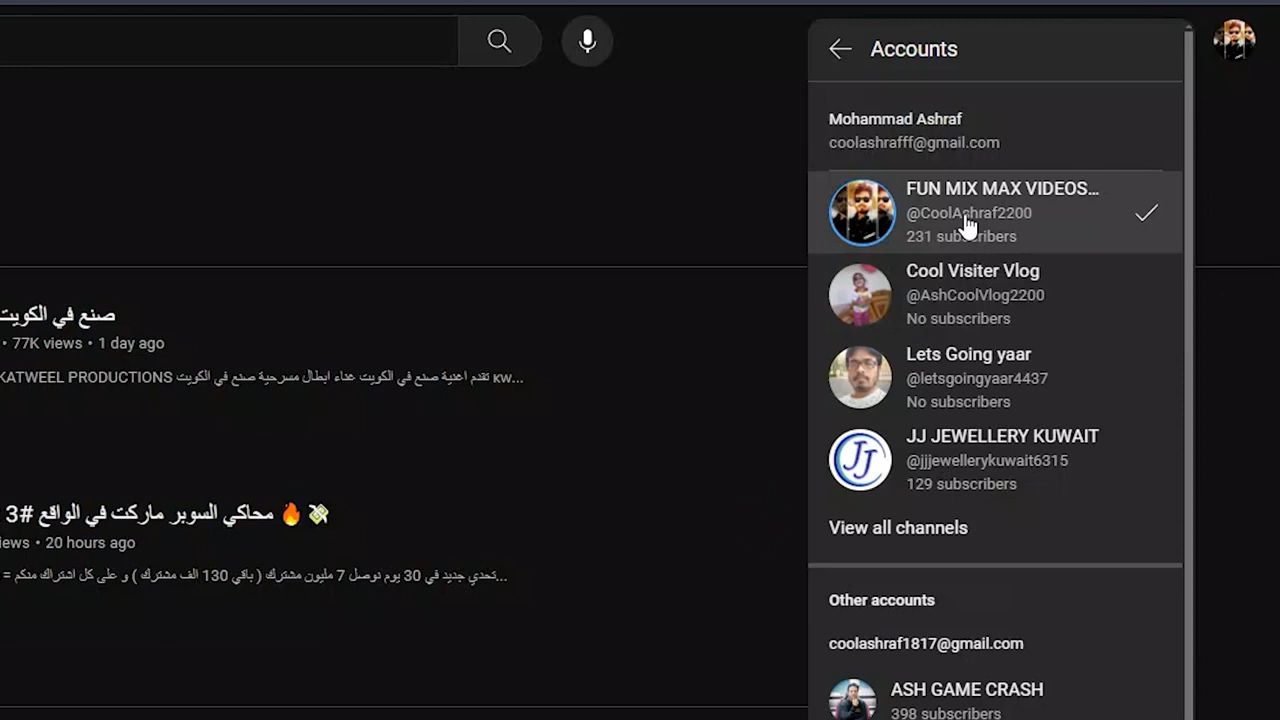 Accounts
Mohammad Ashraf
coolashrafff@gmail.com
FUN MIX MAX VIDEOS...
@CoolAshraf2200
231 subscribers
Cool Visiter Vlog
@AshCoolVlog2200
No subscribers
Lets Going yaar
@letsgoingyaar4437
No subscribers
JJ
JJ JEWELLERY KUWAIT
@jjjewellerykuwait6315
129 subscribers
View all channels
Other accounts
coolashraf1817@gmail.com
ASH GAME CRASH
398 subscribers
صنع في الكويت
• 77K views • 1 day ago
KATWEEL PRODUCTIONS تقدم اغنية صنع في الكويت غناء ابطال مسرحية صنع في الكويت KW...
محاكي السوبر ماركت في الواقع #3 🔥 💸
iews • 20 hours ago
...تحدي جديد في 30 يوم نوصل 7 مليون مشترك ( باقي 130 الف مشترك ) و على كل اشتراك منكم =